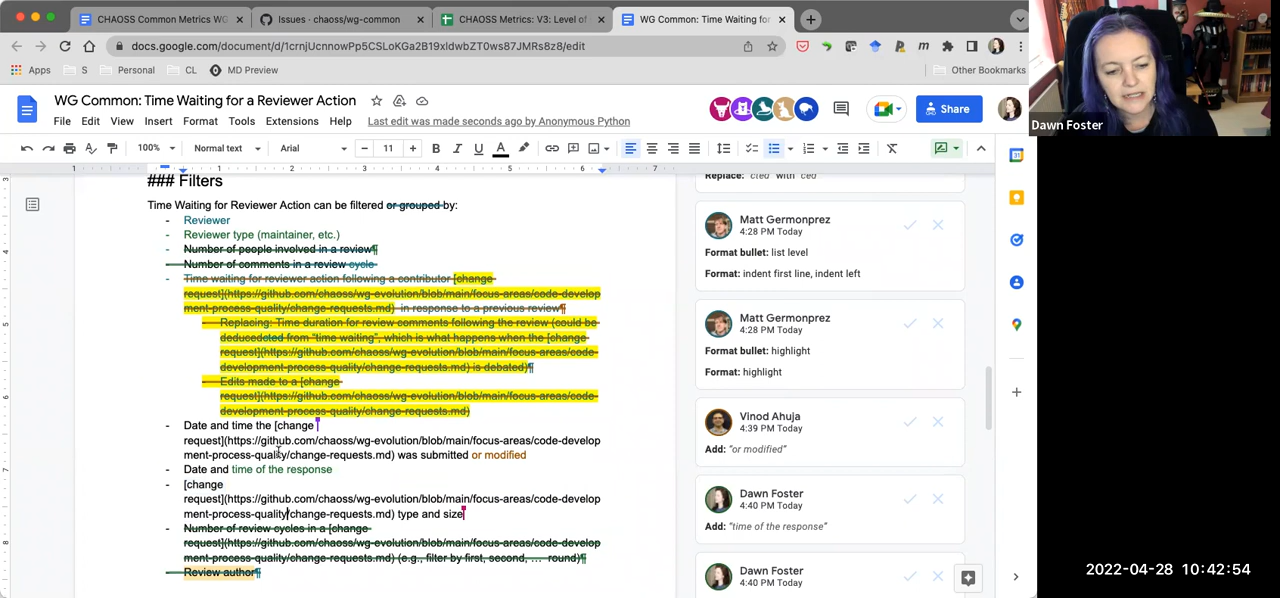 CHAOSS Common Metrics WG
Issues · chaoss/wg-common
CHAOSS Metrics: V3: Level of
WG Common: Time Waiting for
docs.google.com/document/d/1crnjUcnnowPp5CSLoKGa2B19xldwbZT0ws87JMRs8z8/edit
Apps
S
Personal
CL
MD Preview
Other Bookmarks
Dawn Foster
WG Common: Time Waiting for a Reviewer Action
File Edit View Insert Format Tools Extensions Help
Last edit was made seconds ago by Anonymous Python
Share
100%
Normal text
Arial
11
### Filters
Time Waiting for Reviewer Action can be filtered or grouped by:
- Reviewer
- Reviewer type (maintainer, etc.)
- Number of people involved in a review¶
- Number of comments in a review cycle
- Time waiting for reviewer action following a contributor [change
request](https://github.com/chaoss/wg-evolution/blob/main/focus-areas/code-develop
ment-process-quality/change-requests.md) in response to a previous review¶
- Replacing: Time duration for review comments following the review (could be
deducedcted from "time waiting", which is what happens when the [change
request](https://github.com/chaoss/wg-evolution/blob/main/focus-areas/code-
development-process-quality/change-requests.md) is debated)¶
- Edits made to a [change
request](https://github.com/chaoss/wg-evolution/blob/main/focus-areas/code-
development-process-quality/change-requests.md)
- Date and time the [change
request](https://github.com/chaoss/wg-evolution/blob/main/focus-areas/code-develop
ment-process-quality/change-requests.md) was submitted or modified
- Date and time of the response
- [change
request](https://github.com/chaoss/wg-evolution/blob/main/focus-areas/code-develop
ment-process-quality/change-requests.md) type and size
- Number of review cycles in a [change
request](https://github.com/chaoss/wg-evolution/blob/main/focus-areas/code-develop
ment-process-quality/change-requests.md) (e.g., filter by first, second, ... round)¶
- Review author¶
Replace: "cted" with "ced"
Matt Germonprez
4:28 PM Today
Format bullet: list level
Format: indent first line, indent left
Matt Germonprez
4:28 PM Today
Format bullet: highlight
Format: highlight
Vinod Ahuja
4:39 PM Today
Add: "or modified"
Dawn Foster
4:40 PM Today
Add: "time of the response"
Dawn Foster
4:40 PM Today
2022-04-28 10:42:54